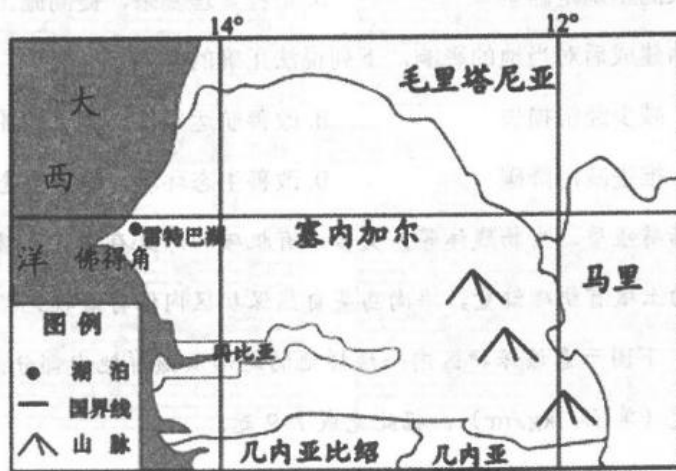 14°
12°
毛里塔尼亚
大
西
洋
雷特巴湖
塞内加尔
佛得角
马里
图例
湖泊
国界线
山脉
冈比亚
几内亚比绍
几内亚